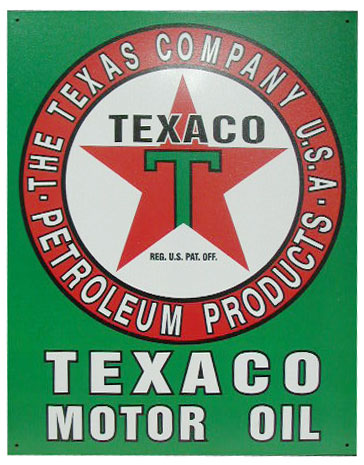 · THE TEXAS COMPANY U.S.A ·
TEXACO
T
REG. U.S. PAT. OFF.
PETROLEUM PRODUCTS
TEXACO
MOTOR OIL